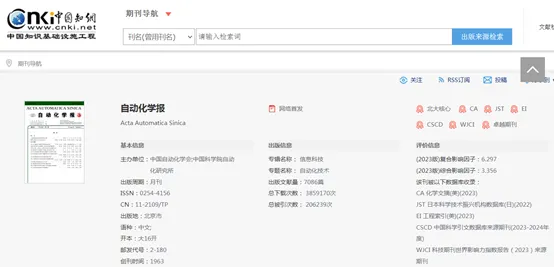 Cnki中国知网
www.cnki.net
中国知识基础设施工程
期刊导航
刊名(曾用刊名)
请输入检索词
出版来源检索
文献
期刊导航
关注
RSS订阅
投稿
ACTA AUTOMATICA SINICA
自动化学报
自动化学报
Acta Automatica Sinica
网络首发
北大核心 CA JST EI
CSCD WJCI 卓越期刊
基本信息
主办单位：中国自动化学会;中国科学院自动
化研究所
出版周期：月刊
ISSN：0254-4156
CN：11-2109/TP
出版地：北京市
语种：中文;
开本：大16开
邮发代号：2-180
创刊时间：1963
出版信息
专辑名称：信息科技
专题名称：自动化技术
出版文献量：7086篇
总下载次数：3859170次
总被引次数：206239次
评价信息
(2023版)复合影响因子：6.297
(2023版)综合影响因子：3.356
该刊被以下数据库收录：
CA 化学文摘(美)(2023)
JST 日本科学技术振兴机构数据库(日)(2022)
EI 工程索引(美)(2023)
CSCD 中国科学引文数据库来源期刊(2023-2024年
度)
WJCI 科技期刊世界影响力指数报告（2023）来源
期刊